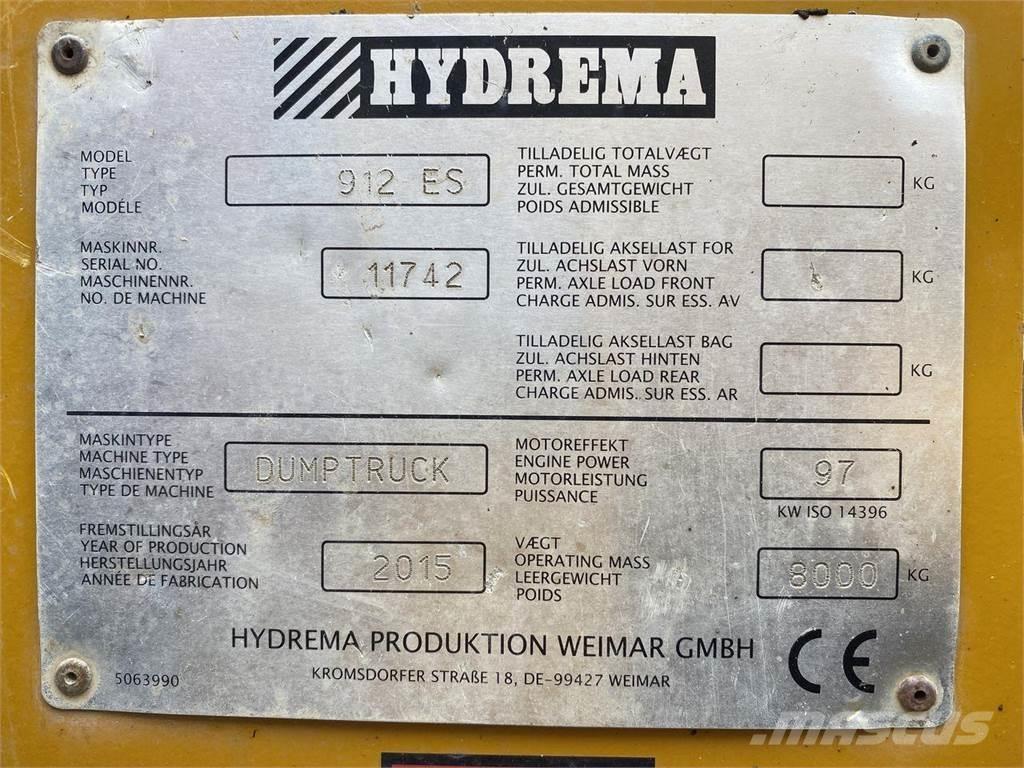 HYDREMA
MODEL
TYPE
TYP
MODÉLE
912 ES
TILLADELIG TOTALVÆGT
PERM. TOTAL MASS
ZUL. GESAMTGEWICHT
POIDS ADMISSIBLE
KG
MASKINNR.
SERIAL NO.
MASCHINENNR.
NO. DE MACHINE
11742
TILLADELIG AKSELLAST FOR
ZUL. ACHSLAST VORN
PERM. AXLE LOAD FRONT
CHARGE ADMIS. SUR ESS. AV
KG
TILLADELIG AKSELLAST BAG
ZUL. ACHSLAST HINTEN
PERM. AXLE LOAD REAR
CHARGE ADMIS. SUR ESS. AR
KG
MASKINTYPE
MACHINE TYPE
MASCHIENENTYP
TYPE DE MACHINE
DUMPTRUCK
MOTOREFFEKT
ENGINE POWER
MOTORLEISTUNG
PUISSANCE
97
KW ISO 14396
FREMSTILLINGSÅR
YEAR OF PRODUCTION
HERSTELLUNGSJAHR
ANNÉE DE FABRICATION
2015
VÆGT
OPERATING MASS
LEERGEWICHT
POIDS
8000 KG
HYDREMA PRODUKTION WEIMAR GMBH
KROMSDORFER STRAßE 18, DE-99427 WEIMAR
CE
5063990
MASCUS